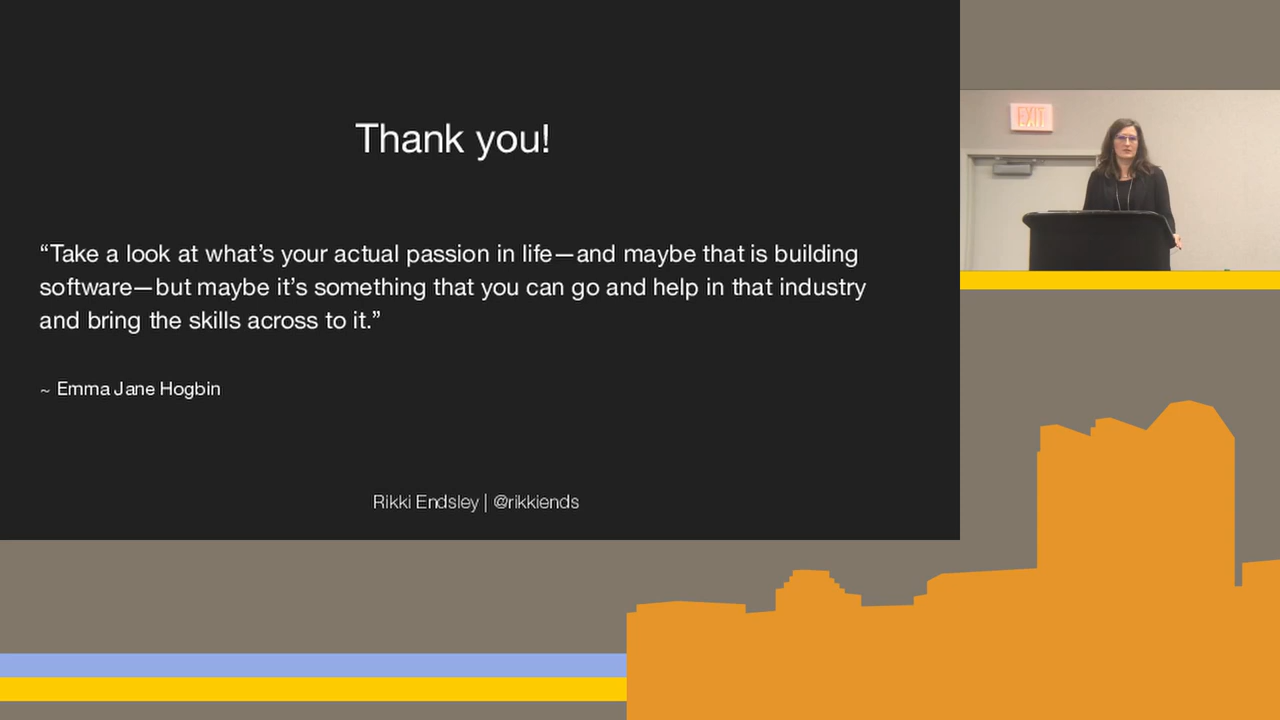 Thank you!
“Take a look at what’s your actual passion in life—and maybe that is building
software—but maybe it’s something that you can go and help in that industry
and bring the skills across to it.”
~ Emma Jane Hogbin
Rikki Endsley | @rikkiends
EXIT